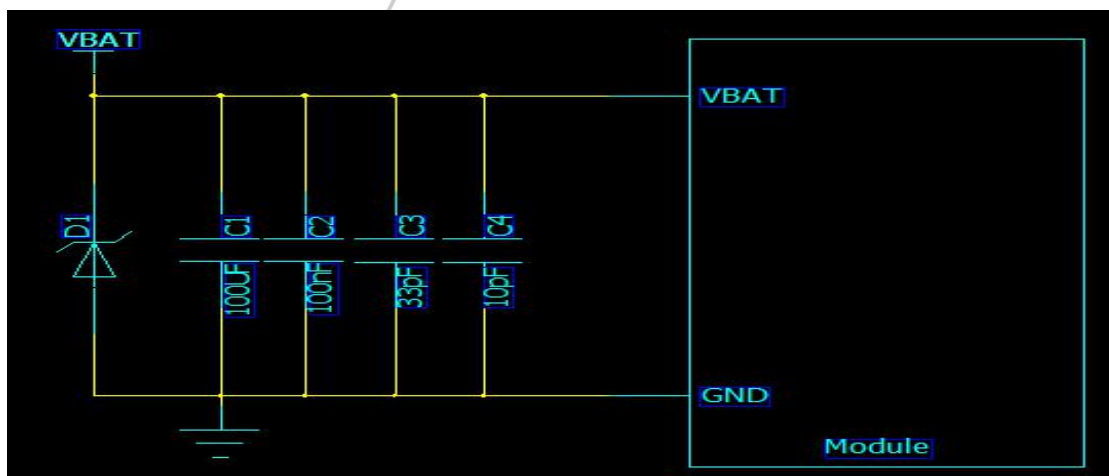 VBAT
VBAT
D1
C1
C2
C3
C4
100UF
100nF
33pF
10pF
GND
Module